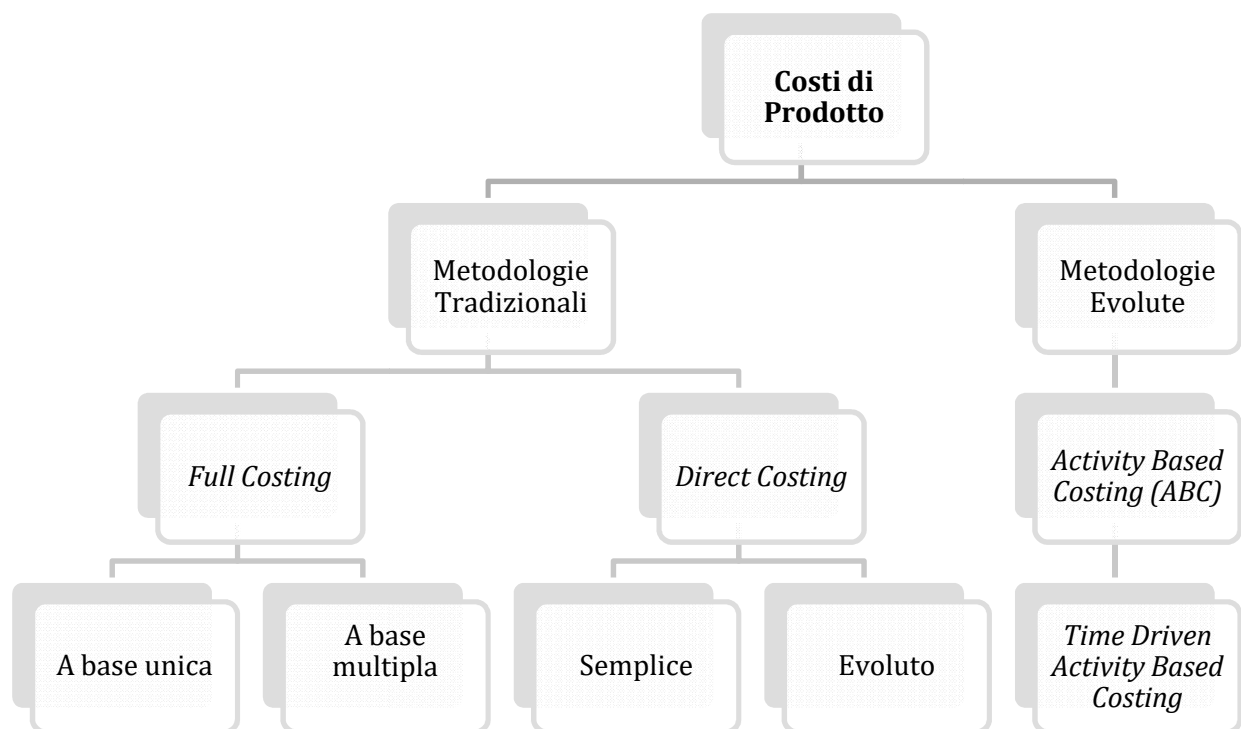 Costi di
Prodotto
Metodologie
Tradizionali
Metodologie
Evolute
Full Costing
Direct Costing
Activity Based
Costing (ABC)
A base unica
A base
multipla
Semplice
Evoluto
Time Driven
Activity Based
Costing